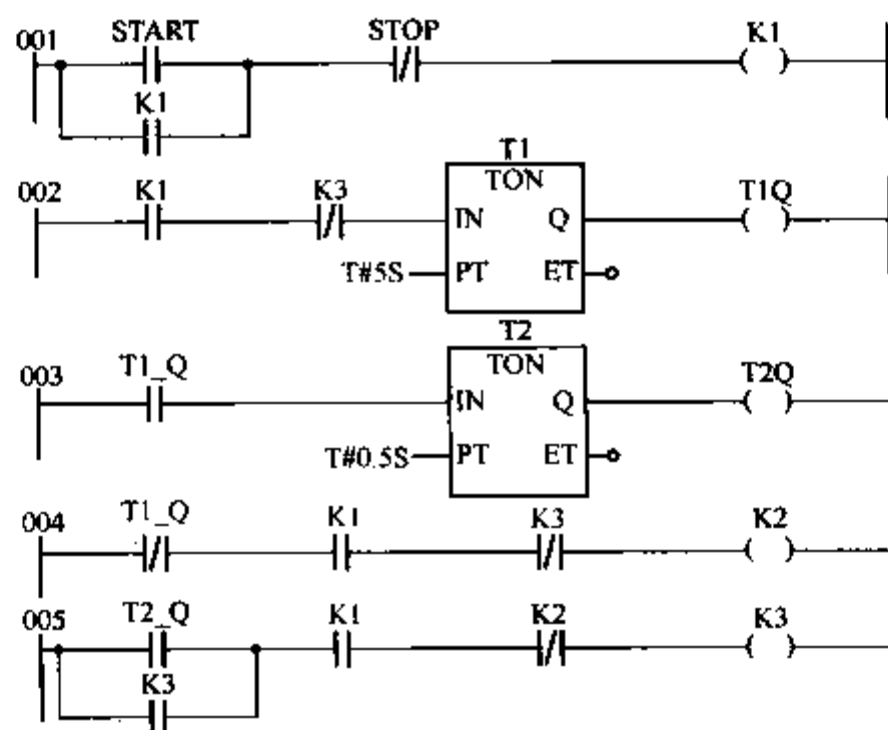 001 START STOP K1
K1
T1
002 K1 K3 TON T1Q
IN Q
T#5S PT ET
T2
003 T1_Q TON T2Q
IN Q
T#0.5S PT ET
004 T1_Q K1 K3 K2
005 T2_Q K1 K2 K3
K3